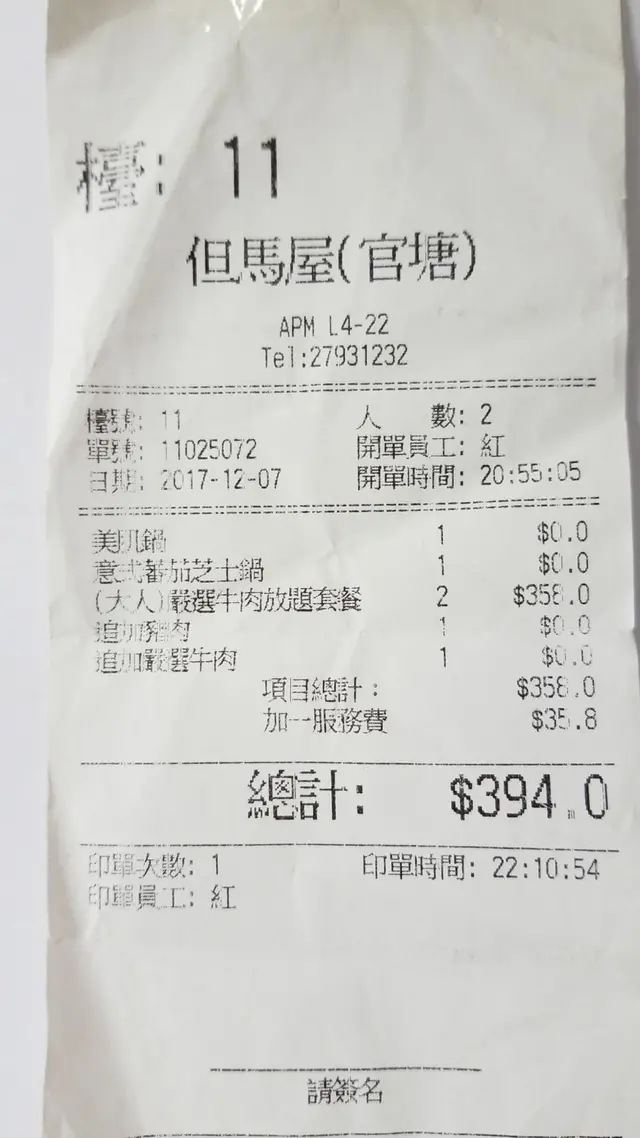 檯: 11
但馬屋(官塘)
APM L4-22
Tel:27931232
檯號: 11 人 數: 2
單號: 11025072 開單員工: 紅
日期: 2017-12-07 開單時間: 20:55:05
美肌鍋 1 $0.0
意式蕃茄芝士鍋 1 $0.0
(大人)嚴選牛肉放題套餐 2 $358.0
追加豬肉 1 $0.0
追加嚴選牛肉 1 $0.0
項目總計: $358.0
加一服務費 $35.8
總計: $394.0
印單次數: 1 印單時間: 22:10:54
印單員工: 紅
請簽名